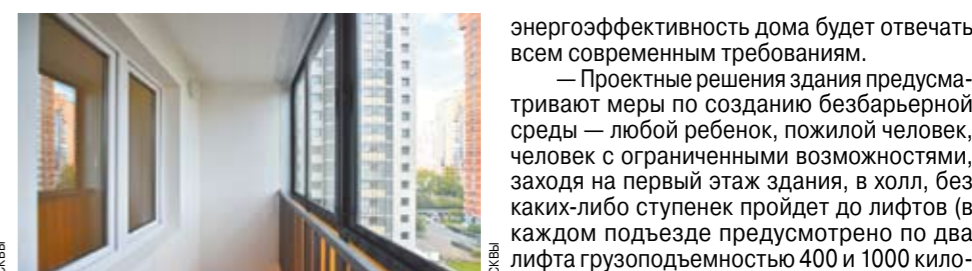 энергоэффективность дома будет отвечать
всем современным требованиям.
— Проектные решения здания предусма-
тривают меры по созданию безбарьерной
среды — любой ребенок, пожилой человек,
человек с ограниченными возможностями,
заходя на первый этаж здания, в холл, без
каких-либо ступенек пройдет до лифтов (в
каждом подъезде предусмотрено по два
лифта грузоподъемностью 400 и 1000 кило-